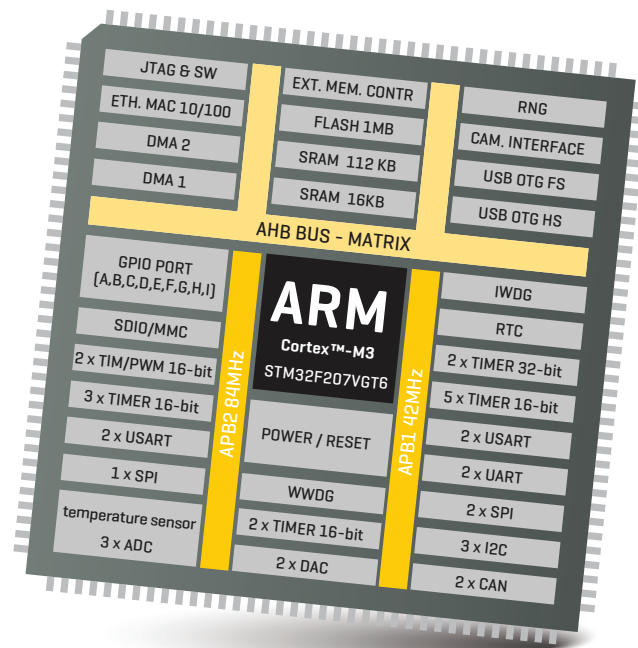 JTAG & SW
ETH. MAC 10/100
DMA 2
DMA 1
EXT. MEM. CONTR
FLASH 1MB
SRAM 112 KB
SRAM 16KB
RNG
CAM. INTERFACE
USB OTG FS
USB OTG HS
AHB BUS - MATRIX
GPIO PORT
(A,B,C,D,E,F,G,H,I)
SDIO/MMC
2 x TIM/PWM 16-bit
3 x TIMER 16-bit
2 x USART
1 x SPI
temperature sensor
3 x ADC
APB2 84MHz
ARM
Cortex™-M3
STM32F207VGT6
POWER / RESET
WWDG
2 x TIMER 16-bit
2 x DAC
APB1 42MHz
IWDG
RTC
2 x TIMER 32-bit
5 x TIMER 16-bit
2 x USART
2 x UART
2 x SPI
3 x I2C
2 x CAN